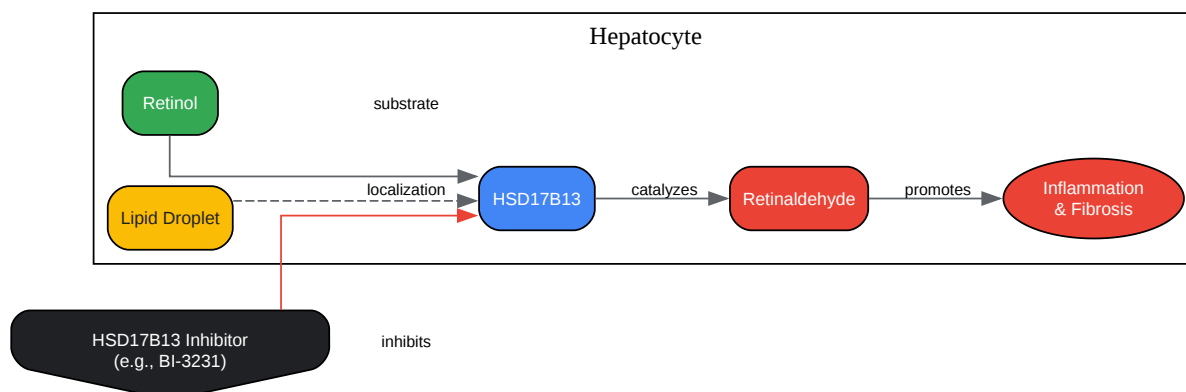 Hepatocyte
Retinol
substrate
Lipid Droplet
localization
HSD17B13
catalyzes
Retinaldehyde
promotes
Inflammation
& Fibrosis
HSD17B13 Inhibitor
(e.g., BI-3231)
inhibits